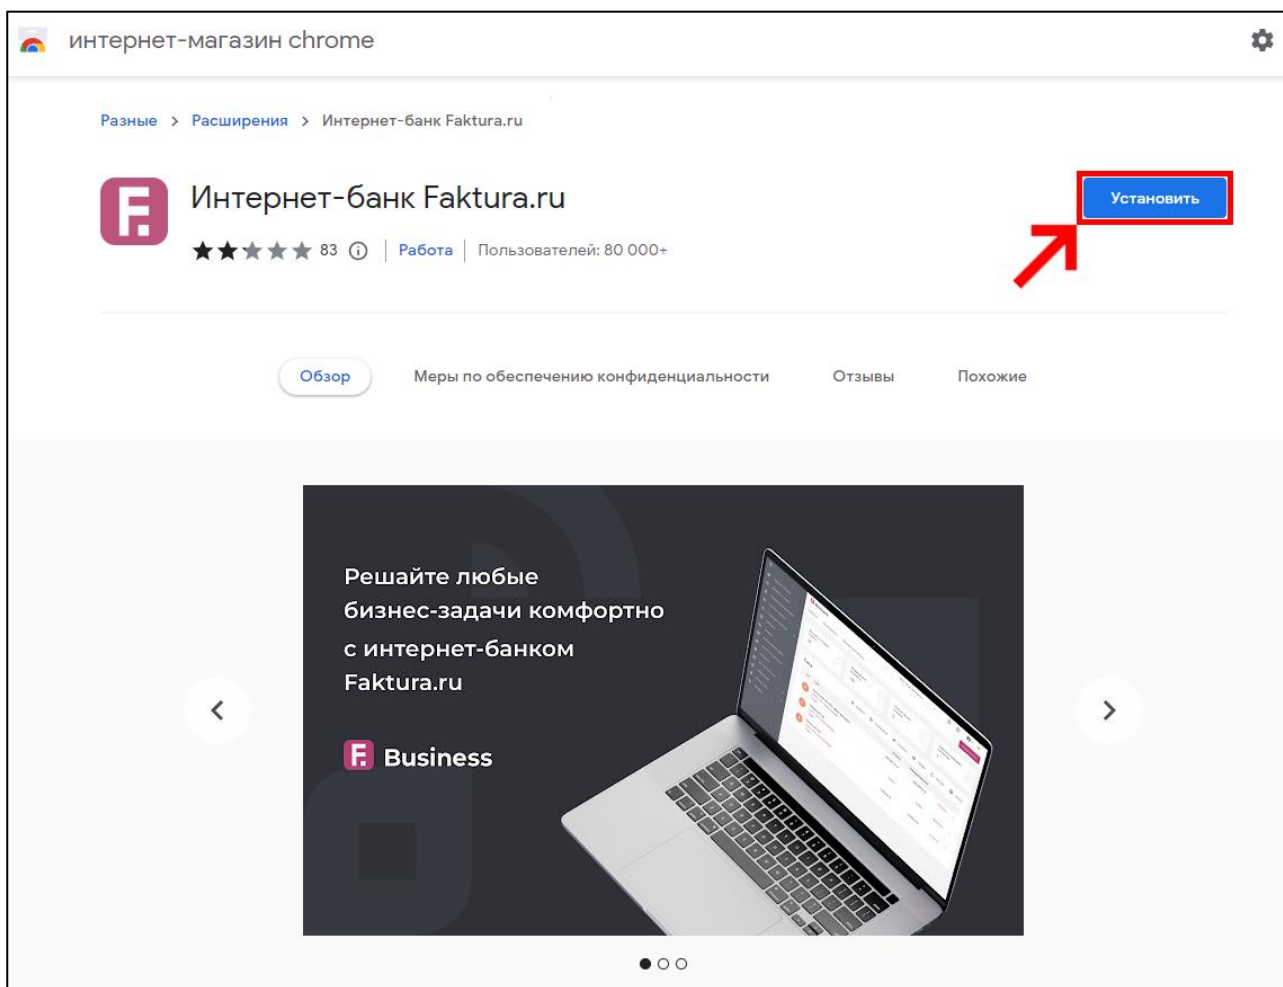 интернет-магазин chrome
Разные > Расширения > Интернет-банк Faktura.ru
Интернет-банк Faktura.ru
Установить
83 | Работа | Пользователей: 80 000+
Обзор Меры по обеспечению конфиденциальности Отзывы Похожие
Решайте любые
бизнес-задачи комфортно
с интернет-банком
Faktura.ru
F. Business